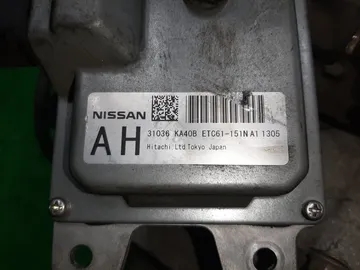 NISSAN
AH
31036 KA40B ETC61-151N A1 1305
Hitachi Ltd Tokyo Japan